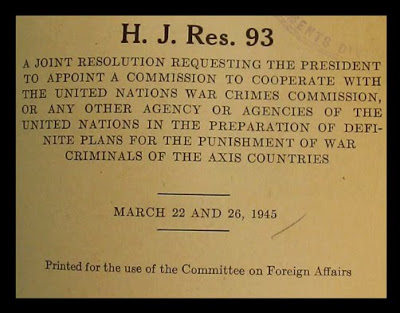 H. J. Res. 93
A JOINT RESOLUTION REQUESTING THE PRESIDENT
TO APPOINT A COMMISSION TO COOPERATE WITH
THE UNITED NATIONS WAR CRIMES COMMISSION,
OR ANY OTHER AGENCY OR AGENCIES OF THE
UNITED NATIONS IN THE PREPARATION OF DEFI-
NITE PLANS FOR THE PUNISHMENT OF WAR
CRIMINALS OF THE AXIS COUNTRIES
MARCH 22 AND 26, 1945
Printed for the use of the Committee on Foreign Affairs